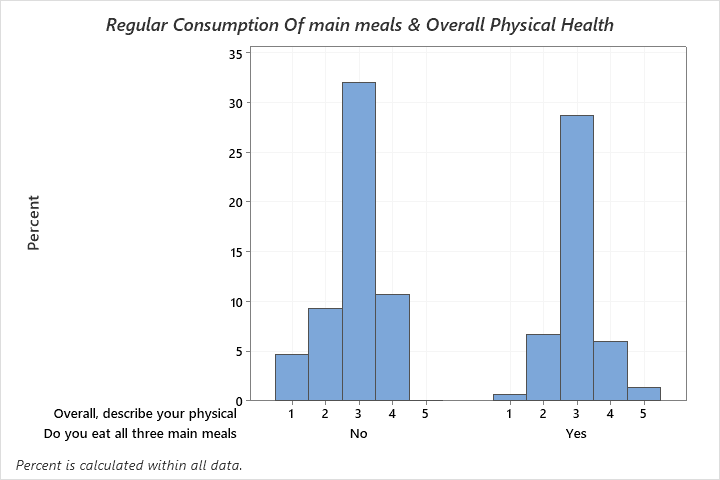 Regular Consumption Of main meals & Overall Physical Health
Percent
35
30
25
20
15
10
5
0
Overall, describe your physical 1 2 3 4 5 1 2 3 4 5
Do you eat all three main meals No Yes
Percent is calculated within all data.